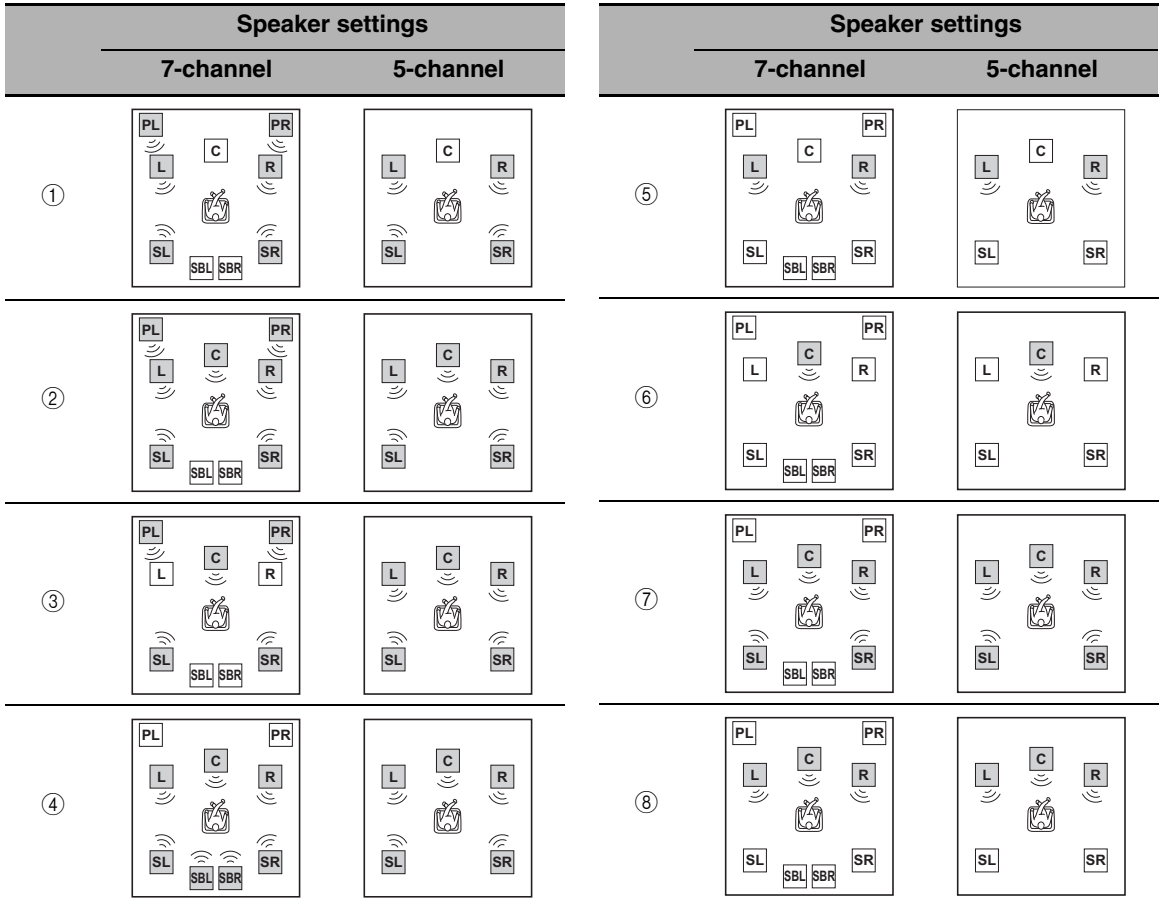 Speaker settings
7-channel 5-channel
①
PL PR
C
L R
SL SR
SBL SBR
C
L R
SL SR
②
PL PR
C
L R
SL SR
SBL SBR
C
L R
SL SR
③
PL PR
C
L R
SL SR
SBL SBR
C
L R
SL SR
④
PL PR
C
L R
SL SR
SBL SBR
C
L R
SL SR
Speaker settings
7-channel 5-channel
⑤
PL PR
C
L R
SL SR
SBL SBR
C
L R
SL SR
⑥
PL PR
C
L R
SL SR
SBL SBR
C
L R
SL SR
⑦
PL PR
C
L R
SL SR
SBL SBR
C
L R
SL SR
⑧
PL PR
C
L R
SL SR
SBL SBR
C
L R
SL SR